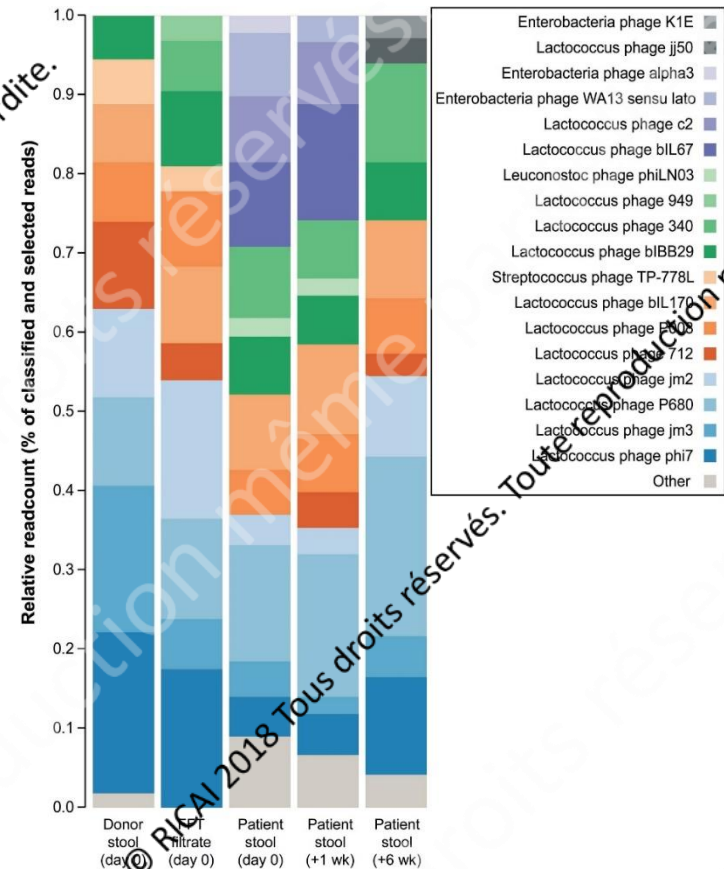 Relative readcount (% of classified and selected reads)
1.0
0.9
0.8
0.7
0.6
0.5
0.4
0.3
0.2
0.1
0.0
Donor
stool
(day 0)
FFT
filtrate
(day 0)
Patient
stool
(day 0)
Patient
stool
(+1 wk)
Patient
stool
(+6 wk)
Enterobacteria phage K1E
Lactococcus phage jj50
Enterobacteria phage alpha3
Enterobacteria phage WA13 sensu lato
Lactococcus phage c2
Lactococcus phage bIL67
Leuconostoc phage phiLN03
Lactococcus phage 949
Lactococcus phage 340
Lactococcus phage bIBB29
Streptococcus phage TP-778L
Lactococcus phage bIL170
Lactococcus phage P008
Lactococcus phage 712
Lactococcus phage jm2
Lactococcus phage P680
Lactococcus phage jm3
Lactococcus phage phi7
Other
© RICAI 2018 Tous droits réservés. Toute reproduction
dite.
droits réservés
même